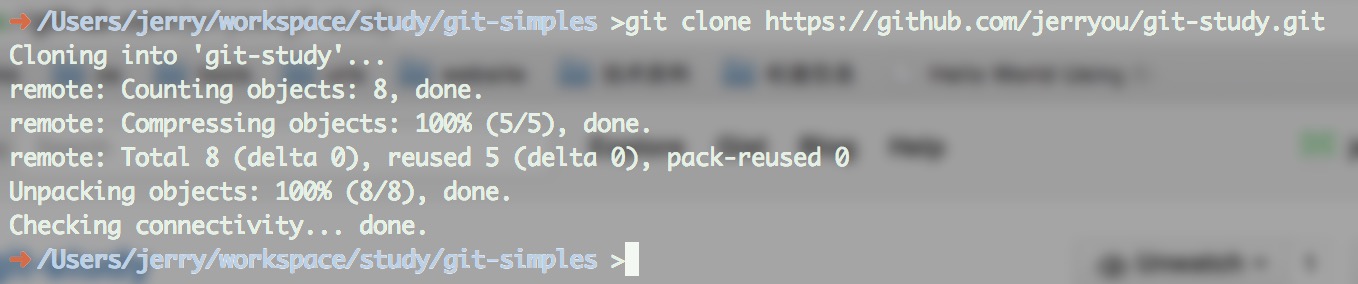 ➜ /Users/jerry/workspace/study/git-simples >git clone https://github.com/jerryou/git-study.git
Cloning into 'git-study'...
remote: Counting objects: 8, done.
remote: Compressing objects: 100% (5/5), done.
remote: Total 8 (delta 0), reused 5 (delta 0), pack-reused 0
Unpacking objects: 100% (8/8), done.
Checking connectivity... done.
➜ /Users/jerry/workspace/study/git-simples >